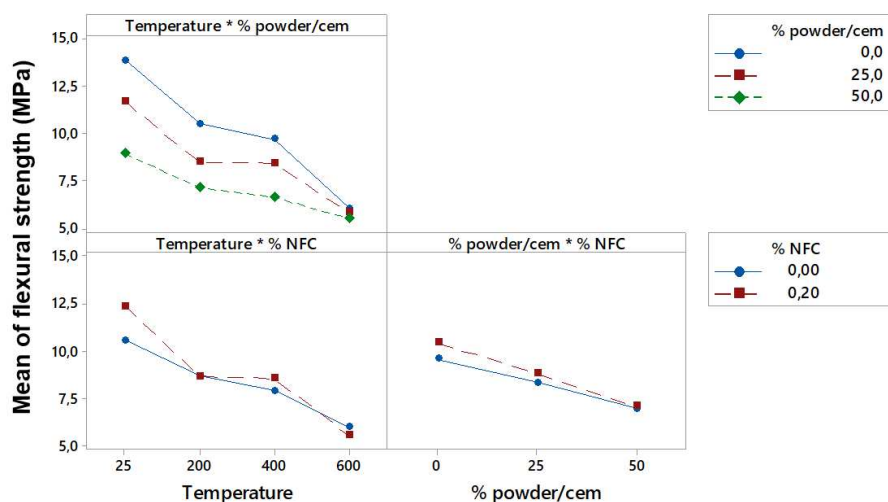 Mean of flexural strength (MPa)
Temperature * % powder/cem
15,0
12,5
10,0
7,5
5,0
% powder/cem
0,0
25,0
50,0
Temperature * % NFC
% powder/cem * % NFC
15,0
12,5
10,0
7,5
5,0
% NFC
0,00
0,20
25 200 400 600
0 25 50
Temperature
% powder/cem